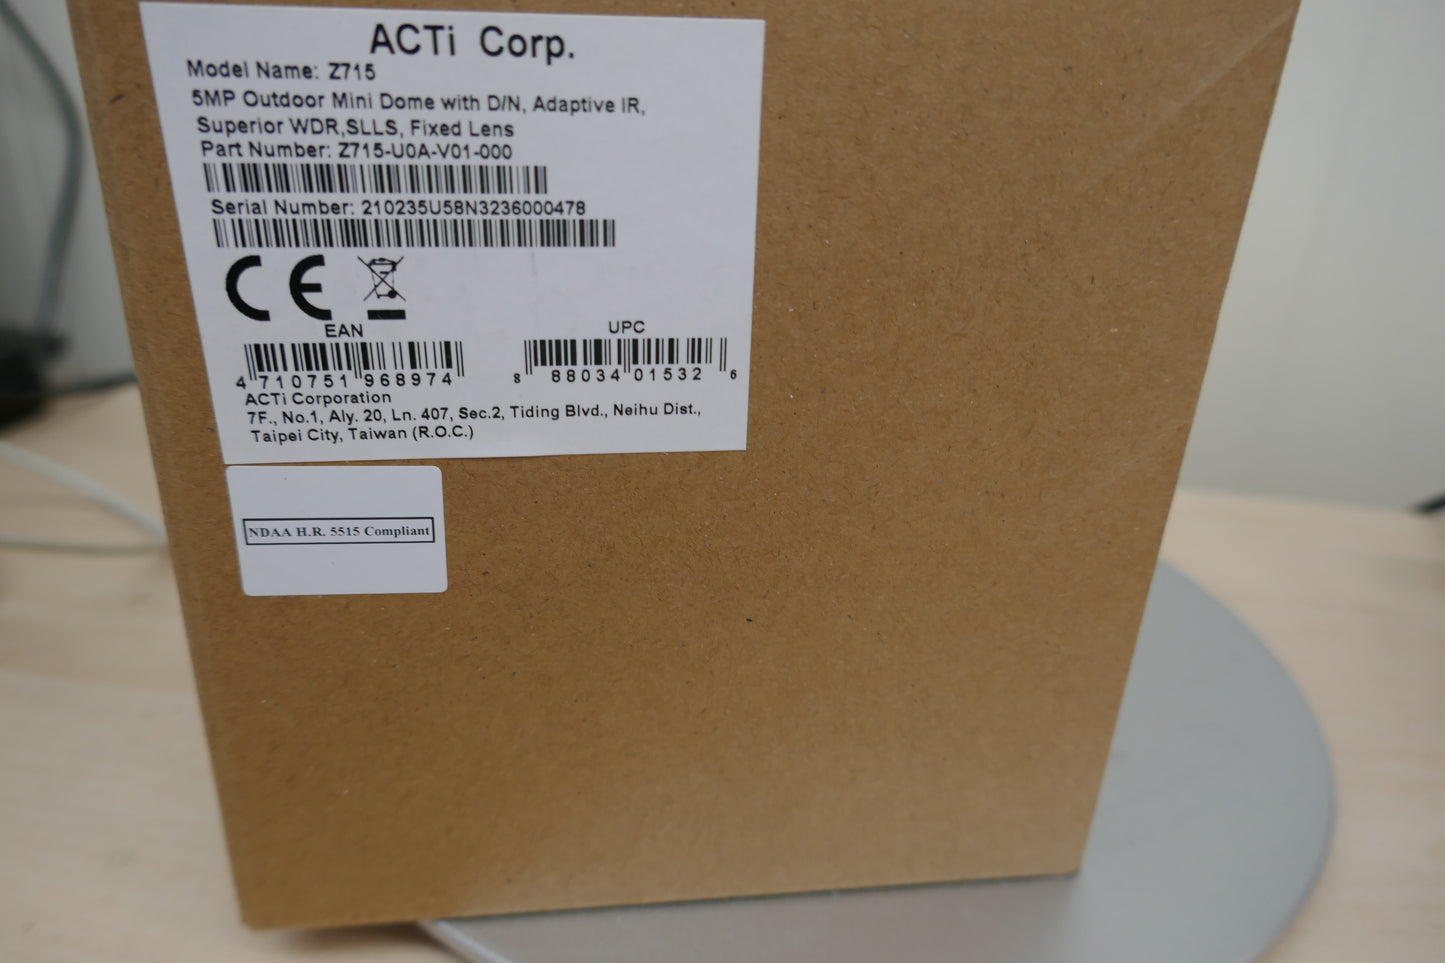 ACTi Corp.
Model Name: Z715
5MP Outdoor Mini Dome with D/N, Adaptive IR,
Superior WDR,SLLS, Fixed Lens
Part Number: Z715-U0A-V01-000
Serial Number: 210235U58N3236000478
CE
EAN UPC
4 710751 968974 8 88034 01532 6
ACTi Corporation
7F., No.1, Aly. 20, Ln. 407, Sec.2, Tiding Blvd., Neihu Dist.,
Taipei City, Taiwan (R.O.C.)
NDAA H.R. 5515 Compliant